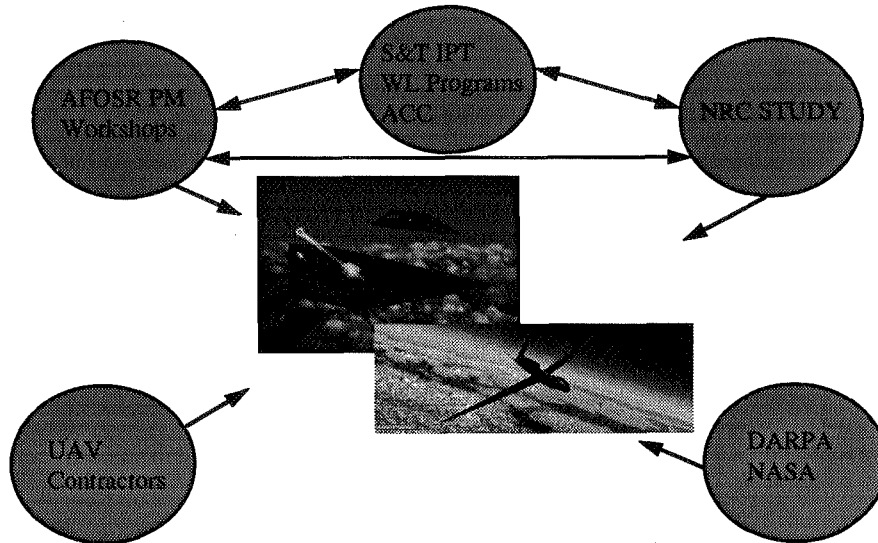 S&T IPT
WL Programs
ACC
AFOSR PM
Workshops
NRC STUDY
UAV
Contractors
DARPA
NASA